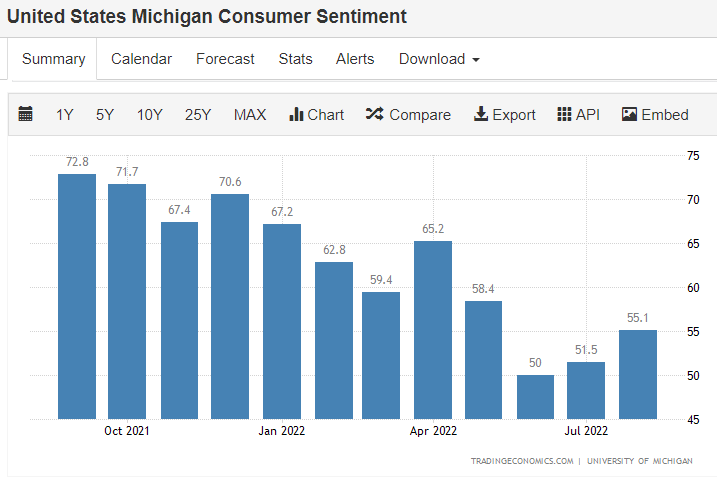 United States Michigan Consumer Sentiment
Summary Calendar Forecast Stats Alerts Download
1Y 5Y 10Y 25Y MAX Chart Compare Export API Embed
72.8 71.7 67.4 70.6 67.2 62.8 59.4 65.2 58.4 50 51.5 55.1
75
70
65
60
55
50
45
Oct 2021 Jan 2022 Apr 2022 Jul 2022
TRADINGECONOMICS.COM | UNIVERSITY OF MICHIGAN